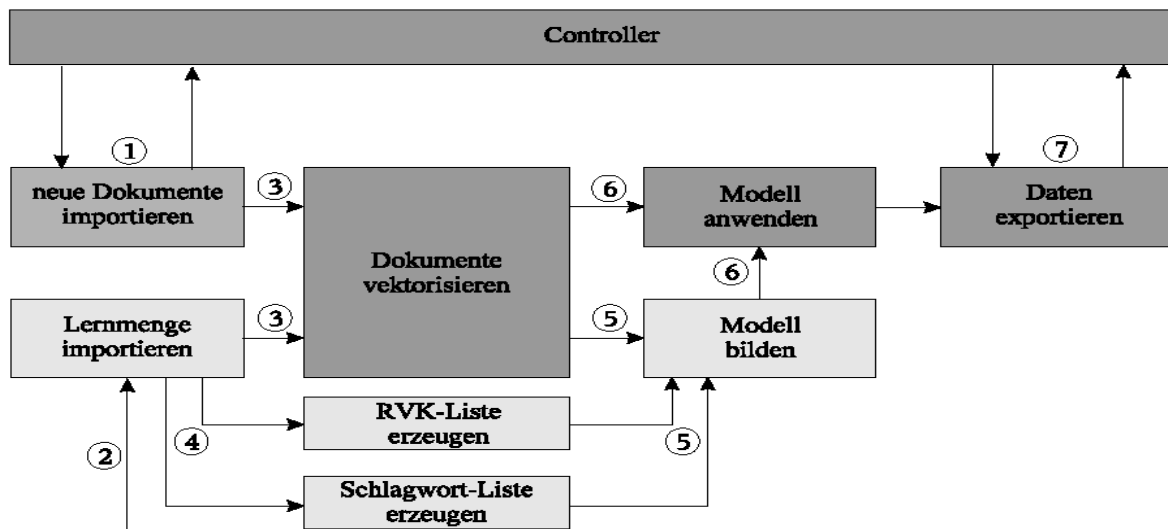 Controller
①
neue Dokumente
importieren
③
Dokumente
vektorisieren
⑥
Modell
anwenden
⑦
Daten
exportieren
⑥
Lernmenge
importieren
③
⑤
Modell
bilden
②
④
RVK-Liste
erzeugen
⑤
Schlagwort-Liste
erzeugen